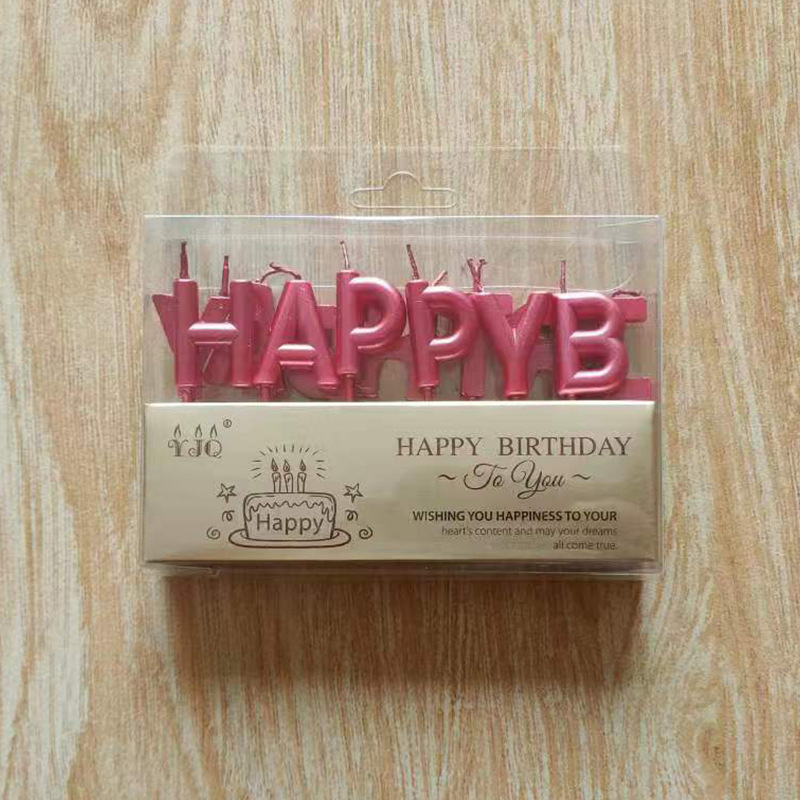 HAPPYB
YJQ®
Happy
HAPPY BIRTHDAY
~ To You ~
WISHING YOU HAPPINESS TO YOUR
heart's content and may your dreams
all come true.